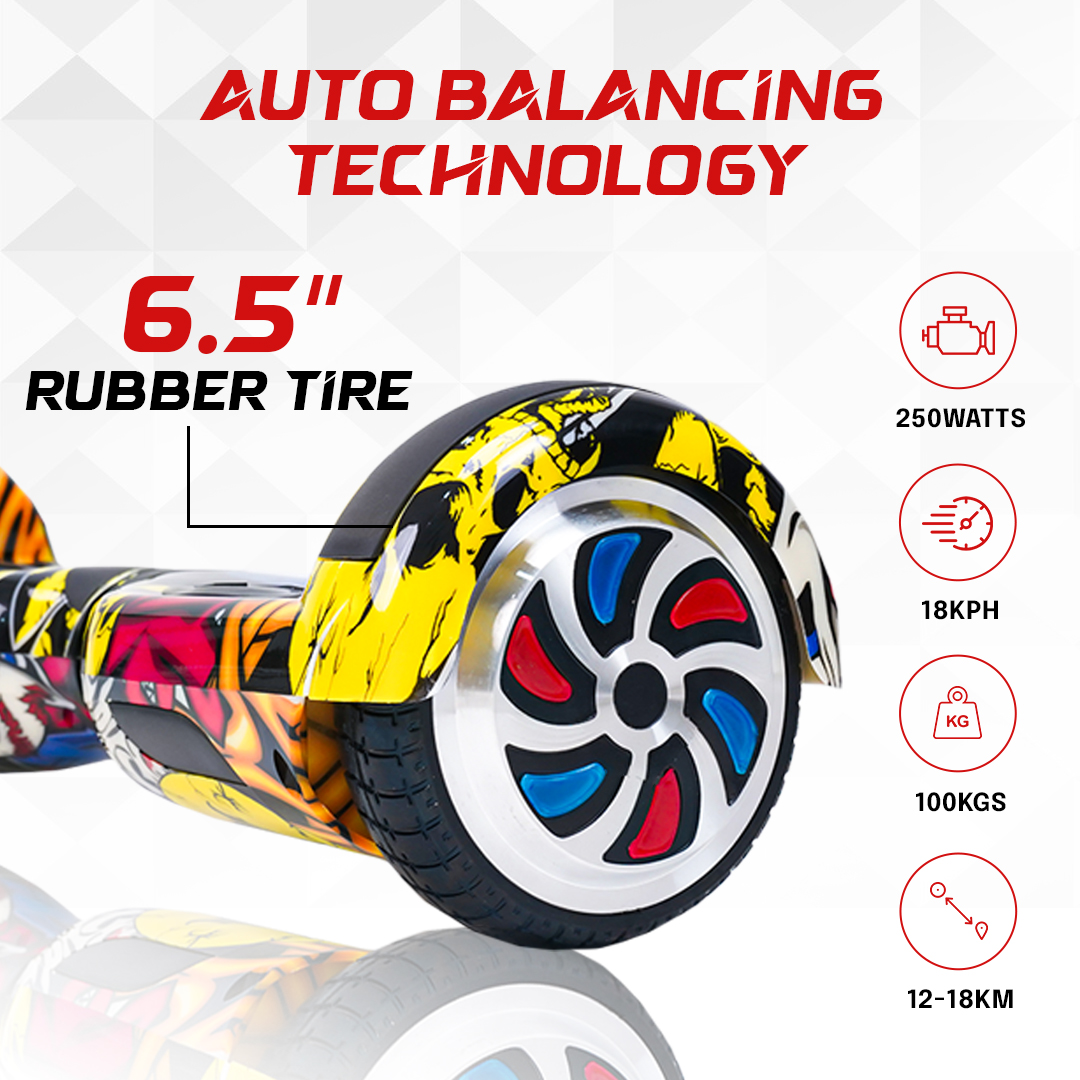 AUTO BALANCING
TECHNOLOGY
6.5"
RUBBER TIRE
250WATTS
18KPH
KG
100KGS
12-18KM